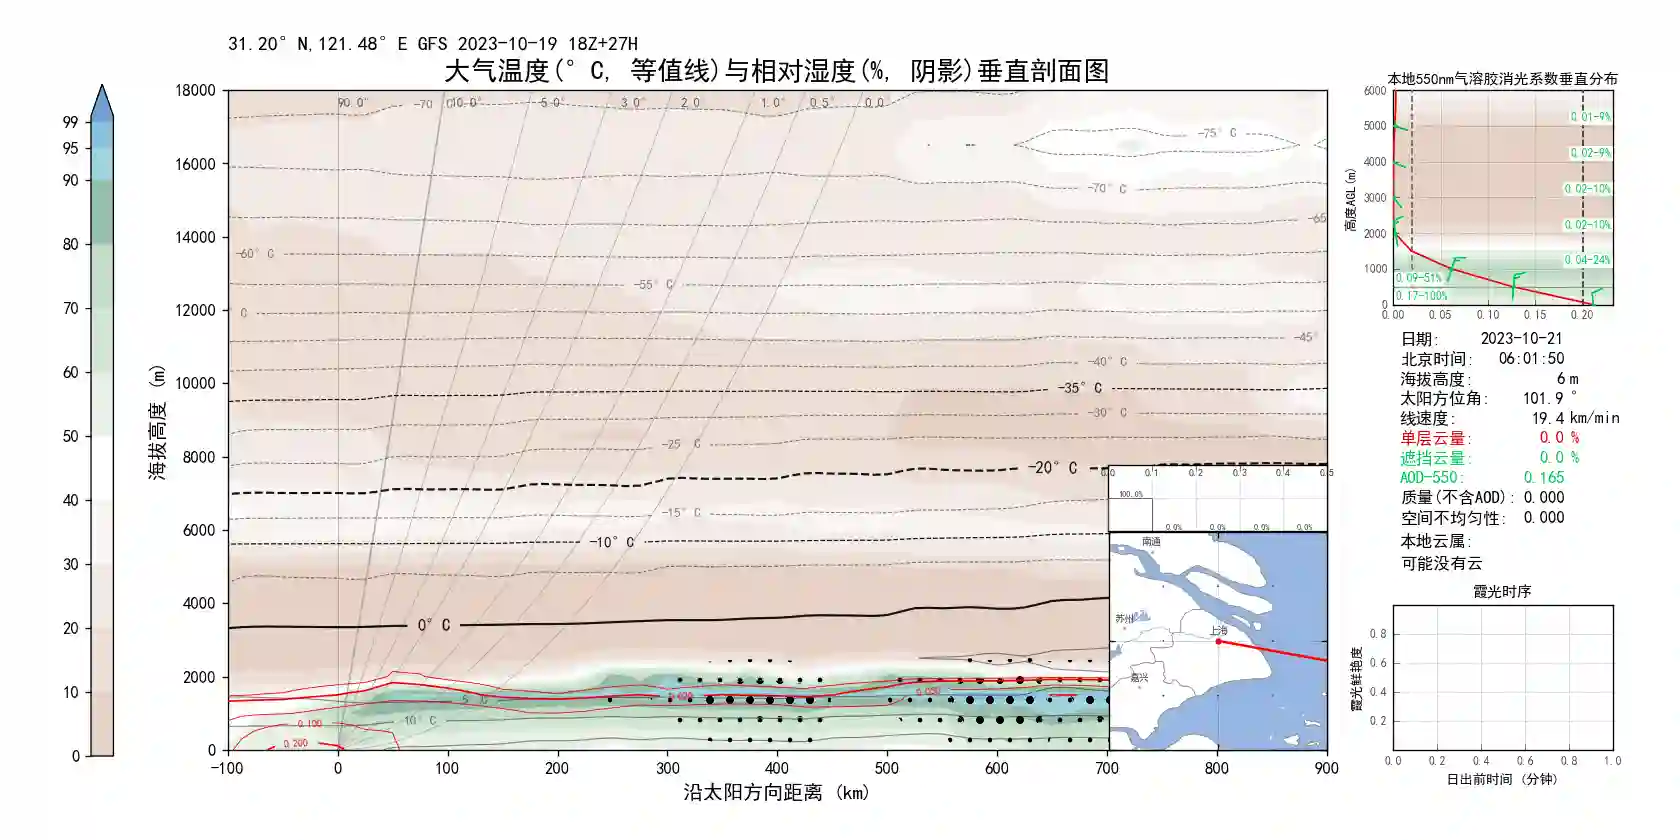 31.20° N,121.48° E GFS 2023-10-19 18Z+27H
大气温度(° C, 等值线)与相对湿度(%, 阴影)垂直剖面图
99
95
90
80
70
60
50
40
30
20
10
0
海拔高度 (m)
18000
16000
14000
12000
10000
8000
6000
4000
2000
0
-100 0 100 200 300 400 500 600 700 800 900
沿太阳方向距离 (km)
90.0° 10.0° 5.0° 3.0° 2.0 1.0° 0.5° 0.0
-75° C
-70° C
-65
-60° C
-55° C
-45°
-40° C
-35° C
-30° C
-25 C
-20° C
-15° C
-10° C
0° C
5 C
10° C
0.100
0.200
0.050
0.0 0.1 0.2 0.3 0.4 0.5
100.0%
0.0% 0.0% 0.0% 0.0%
南通
苏州
上海
嘉兴
本地550nm气溶胶消光系数垂直分布
高度AGL(m)
6000
5000
4000
3000
2000
1000
0
0.01-9%
0.02-9%
0.02-10%
0.02-10%
0.04-24%
0.09-51%
0.17-100%
0.00 0.05 0.10 0.15 0.20
日期: 2023-10-21
北京时间: 06:01:50
海拔高度: 6 m
太阳方位角: 101.9 °
线速度: 19.4 km/min
单层云量: 0.0 %
遮挡云量: 0.0 %
AOD-550: 0.165
质量(不含AOD): 0.000
空间不均匀性: 0.000
本地云属:
可能没有云
霞光时序
霞光鲜艳度
0.8
0.6
0.4
0.2
0.0 0.2 0.4 0.6 0.8 1.0
日出前时间 (分钟)